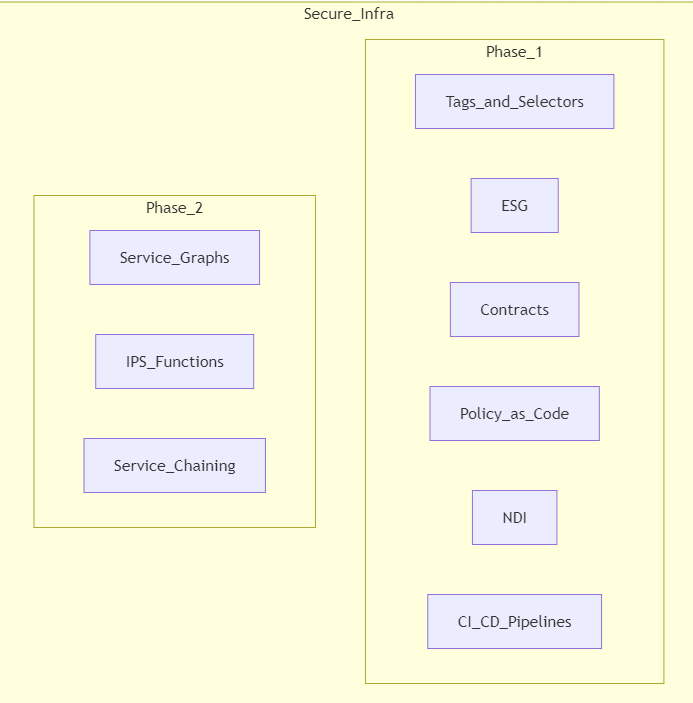 Secure_Infra
Phase_1
Tags_and_Selectors
ESG
Contracts
Policy_as_Code
NDI
CI_CD_Pipelines
Phase_2
Service_Graphs
IPS_Functions
Service_Chaining